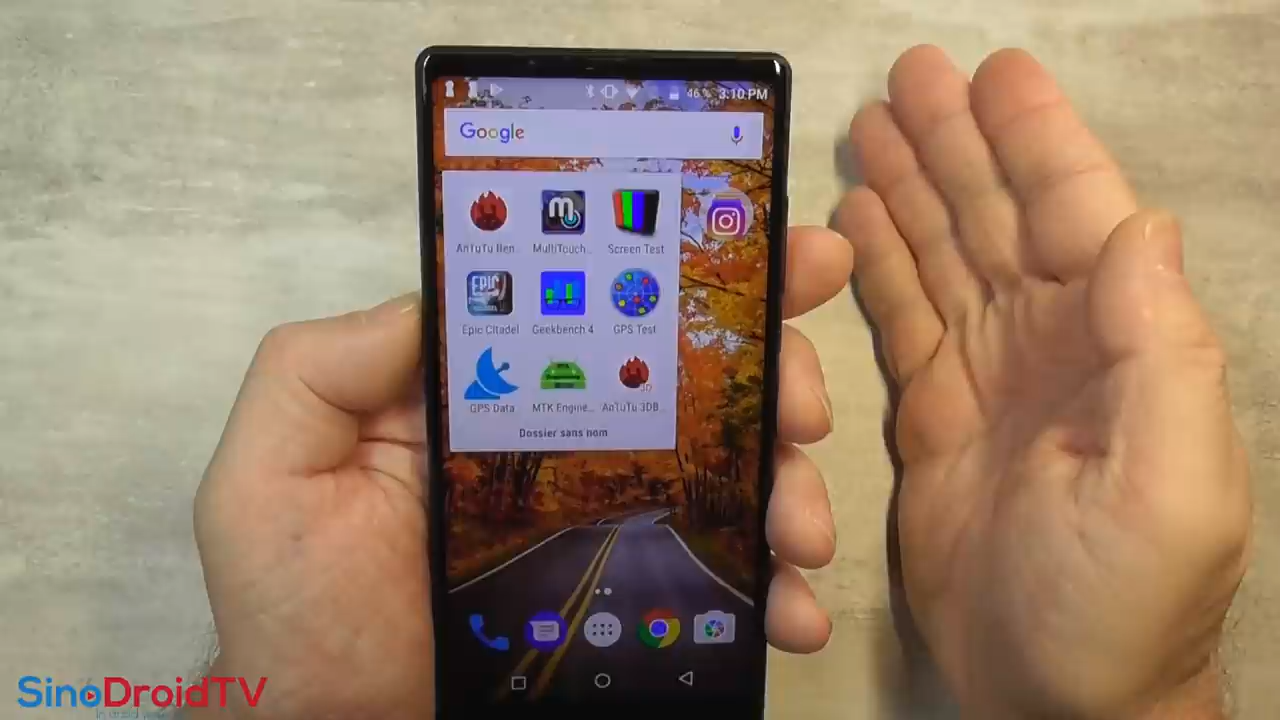 46% 3:10 PM
Google
AnTuTu Ben...
MultiTouch...
Screen Test
Epic Citadel
Geekbench 4
GPS Test
GPS Data
MTK Engine...
AnTuTu 3DB...
Dossier sans nom
SinoDroidTV